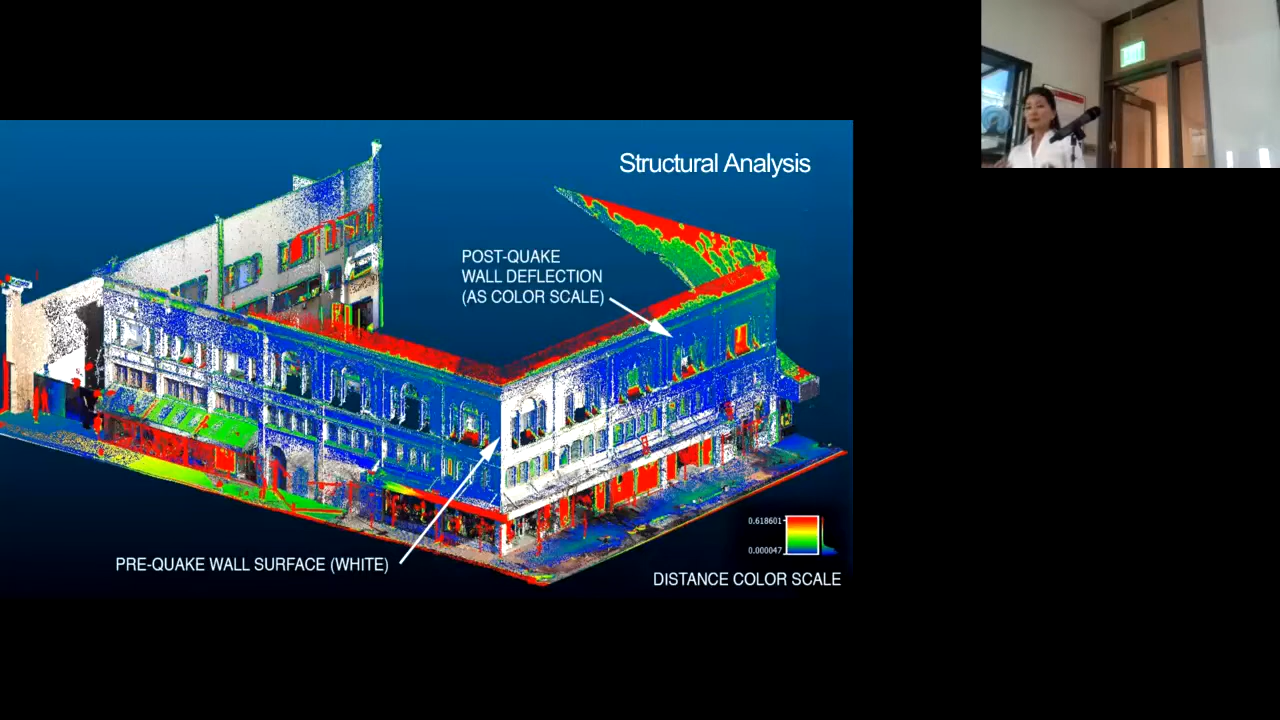 Structural Analysis
POST-QUAKE
WALL DEFLECTION
(AS COLOR SCALE)
PRE-QUAKE WALL SURFACE (WHITE)
0.618601
0.000047
DISTANCE COLOR SCALE